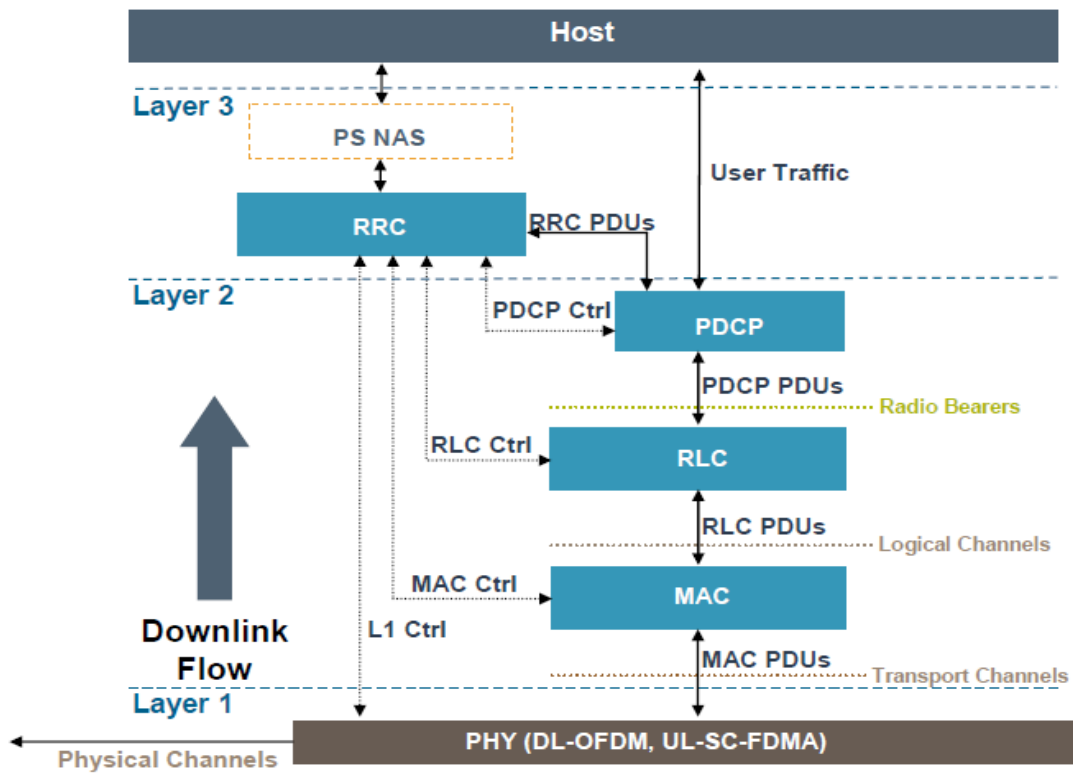 Host
Layer 3
PS NAS
User Traffic
RRC
RRC PDUs
Layer 2
PDCP Ctrl
PDCP
PDCP PDUs
Radio Bearers
RLC Ctrl
RLC
RLC PDUs
Logical Channels
MAC Ctrl
MAC
L1 Ctrl
Downlink
Flow
MAC PDUs
Transport Channels
Layer 1
PHY (DL-OFDM, UL-SC-FDMA)
Physical Channels